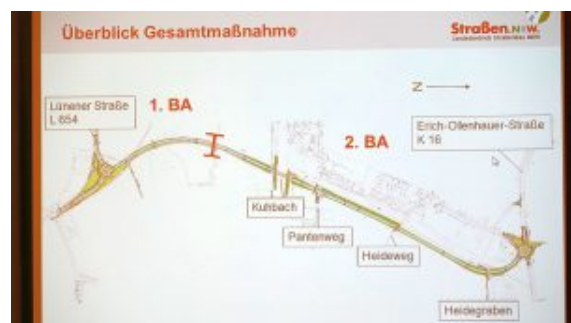 Überblick Gesamtmaßnahme
Straßen.NRW.
Lünener Straße
L 654
1. BA
N
2. BA
Erich-Ollenhauer-Straße
K 16
Kuhbach
Pantenweg
Heideweg
Heidegraben